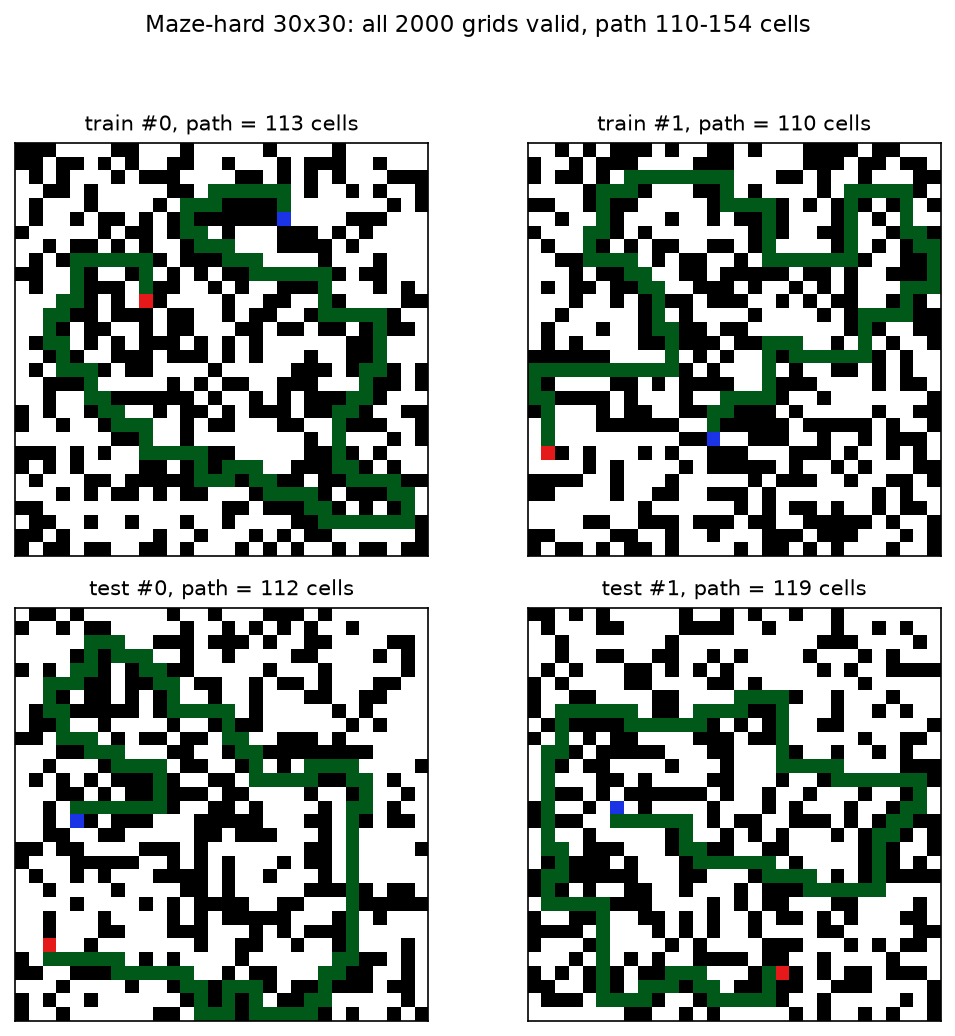 Maze-hard 30x30: all 2000 grids valid, path 110-154 cells
train #0, path = 113 cells
train #1, path = 110 cells
test #0, path = 112 cells
test #1, path = 119 cells